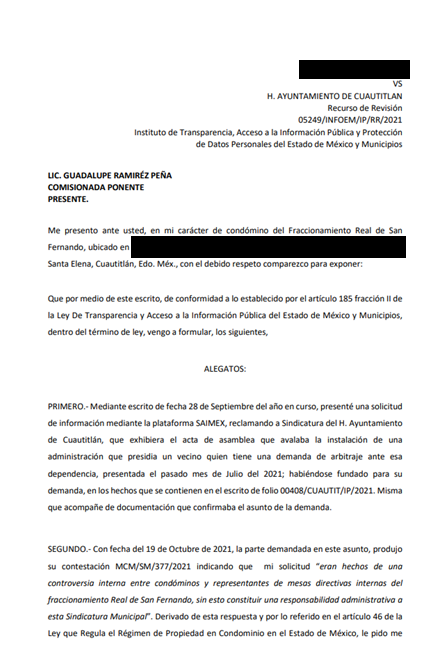 VS
H. AYUNTAMIENTO DE CUAUTITLAN
Recurso de Revisión
05249/INFOEM/IP/RR/2021
Instituto de Transparencia, Acceso a la Información Pública y Protección
de Datos Personales del Estado de México y Municipios
LIC. GUADALUPE RAMIRÉZ PEÑA
COMISIONADA PONENTE
PRESENTE.
Me presento ante usted, en mi carácter de condómino del Fraccionamiento Real de San
Fernando, ubicado en
Santa Elena, Cuautitlán, Edo. Méx., con el debido respeto comparezco para exponer:
Que por medio de este escrito, de conformidad a lo establecido por el artículo 185 fracción II de
la Ley De Transparencia y Acceso a la Información Pública del Estado de México y Municipios,
dentro del término de ley, vengo a formular, los siguientes,
ALEGATOS:
PRIMERO.- Mediante escrito de fecha 28 de Septiembre del año en curso, presenté una solicitud
de información mediante la plataforma SAIMEX, reclamando a Sindicatura del H. Ayuntamiento
de Cuautitlán, que exhibiera el acta de asamblea que avalaba la instalación de una
administración que presidia un vecino quien tiene una demanda de arbitraje ante esa
dependencia, presentada el pasado mes de Julio del 2021; habiéndose fundado para su
demanda, en los hechos que se contienen en el escrito de folio 00408/CUAUTIT/IP/2021. Misma
que acompañe de documentación que confirmaba el asunto de la demanda.
SEGUNDO.- Con fecha del 19 de Octubre de 2021, la parte demandada en este asunto, produjo
su contestación MCM/SM/377/2021 indicando que mi solicitud “eran hechos de una
controversia interna entre condóminos y representantes de mesas directivas internas del
fraccionamiento Real de San Fernando, sin esto constituir una responsabilidad administrativa a
esta Sindicatura Municipal”. Derivado de esta respuesta y por lo referido en el artículo 46 de la
Ley que Regula el Régimen de Propiedad en Condominio en el Estado de México, le pido me